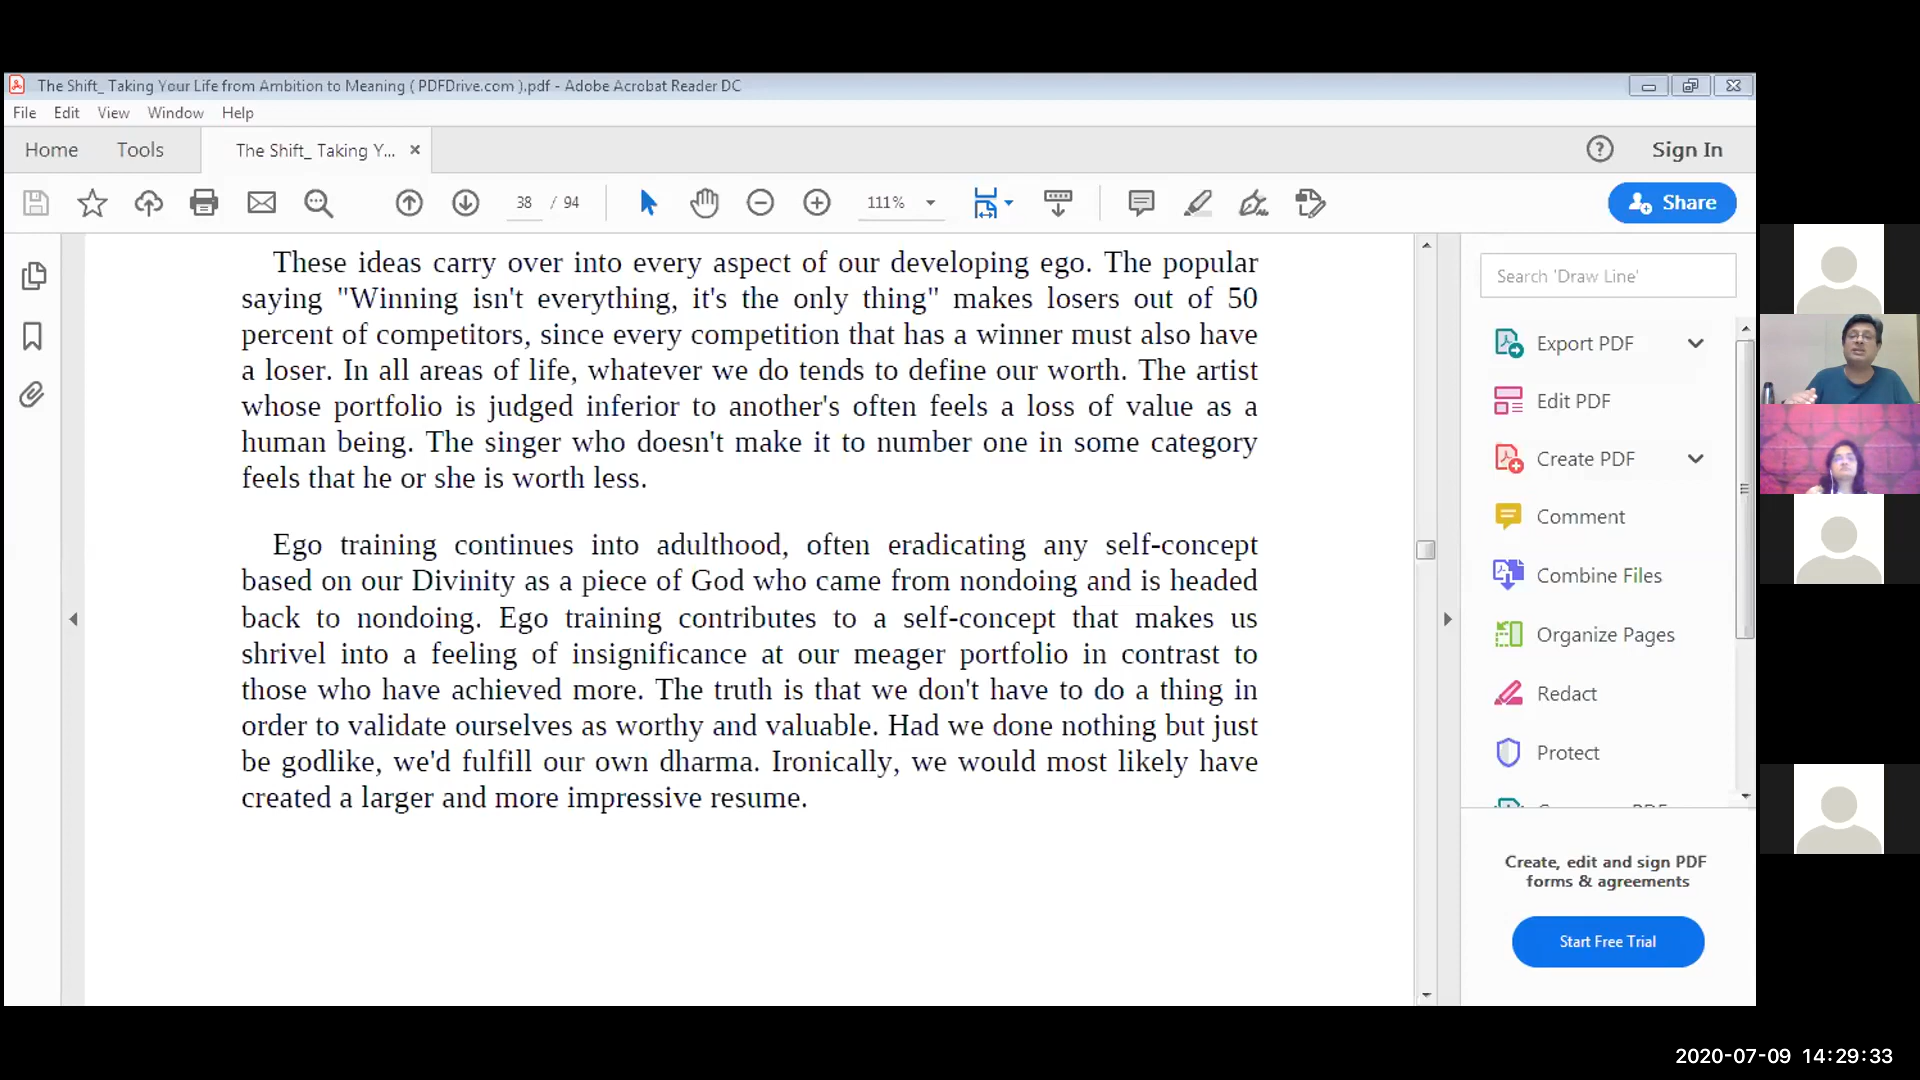 The Shift_ Taking Your Life from Ambition to Meaning ( PDFDrive.com ).pdf - Adobe Acrobat Reader DC
File Edit View Window Help
Home Tools The Shift_ Taking Y... × Sign In
38 / 94 111% Share
These ideas carry over into every aspect of our developing ego. The popular
saying "Winning isn't everything, it's the only thing" makes losers out of 50
percent of competitors, since every competition that has a winner must also have
a loser. In all areas of life, whatever we do tends to define our worth. The artist
whose portfolio is judged inferior to another's often feels a loss of value as a
human being. The singer who doesn't make it to number one in some category
feels that he or she is worth less.
Ego training continues into adulthood, often eradicating any self-concept
based on our Divinity as a piece of God who came from nondoing and is headed
back to nondoing. Ego training contributes to a self-concept that makes us
shrivel into a feeling of insignificance at our meager portfolio in contrast to
those who have achieved more. The truth is that we don't have to do a thing in
order to validate ourselves as worthy and valuable. Had we done nothing but just
be godlike, we'd fulfill our own dharma. Ironically, we would most likely have
created a larger and more impressive resume.
Search 'Draw Line'
Export PDF
Edit PDF
Create PDF
Comment
Combine Files
Organize Pages
Redact
Protect
Create, edit and sign PDF
forms & agreements
Start Free Trial
2020-07-09 14:29:33